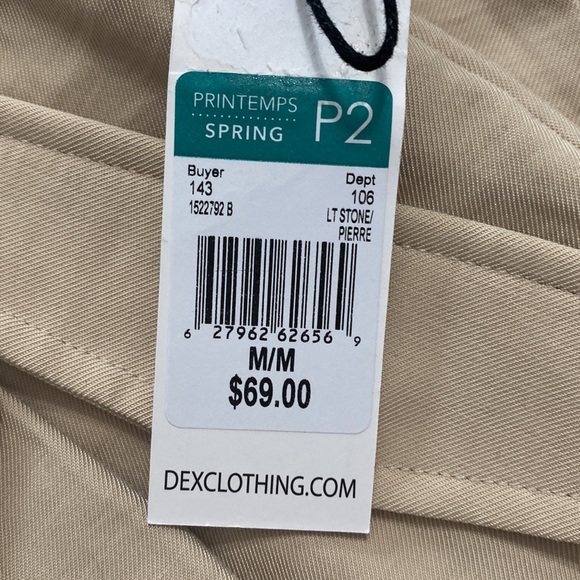 PRINTEMPS
SPRING
P2
Buyer
143
1522792 B
Dept
106
LT STONE/
PIERRE
6 27962 62656 9
M/M
$69.00
DEXCLOTHING.COM